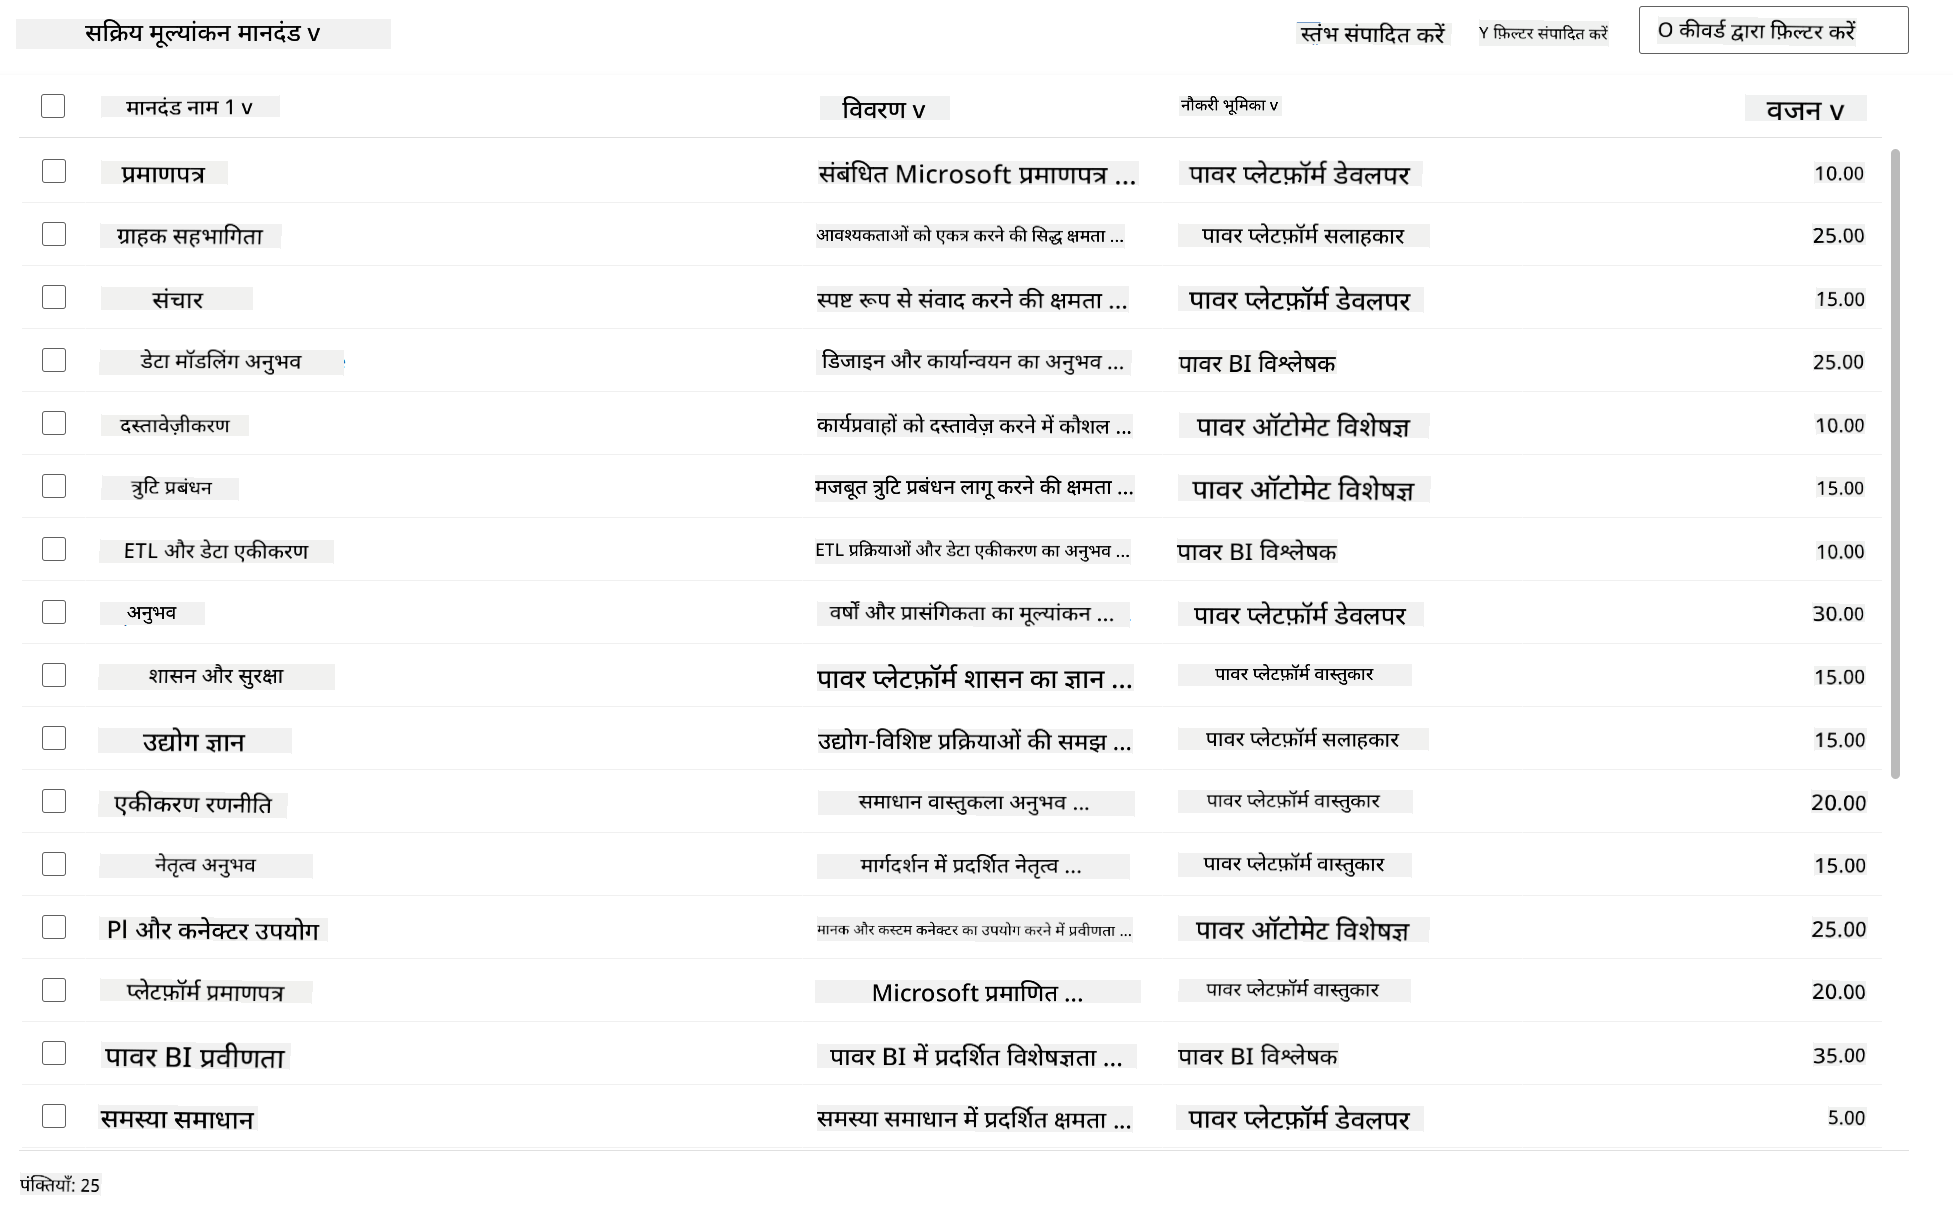 सक्रिय मूल्यांकन मानदंड v स्तंभ संपादित करें Y फ़िल्टर संपादित करें O कीवर्ड द्वारा फ़िल्टर करें
मानदंड नाम 1 v विवरण v नौकरी भूमिका v वजन v
प्रमाणपत्र संबंधित Microsoft प्रमाणपत्र ... पावर प्लेटफ़ॉर्म डेवलपर 10.00
ग्राहक सहभागिता आवश्यकताओं को एकत्र करने की सिद्ध क्षमता ... पावर प्लेटफ़ॉर्म सलाहकार 25.00
संचार स्पष्ट रूप से संवाद करने की क्षमता ... पावर प्लेटफ़ॉर्म डेवलपर 15.00
डेटा मॉडलिंग अनुभव डिजाइन और कार्यान्वयन का अनुभव ... पावर BI विश्लेषक 25.00
दस्तावेज़ीकरण कार्यप्रवाहों को दस्तावेज़ करने में कौशल ... पावर ऑटोमेट विशेषज्ञ 10.00
त्रुटि प्रबंधन मजबूत त्रुटि प्रबंधन लागू करने की क्षमता ... पावर ऑटोमेट विशेषज्ञ 15.00
ETL और डेटा एकीकरण ETL प्रक्रियाओं और डेटा एकीकरण का अनुभव ... पावर BI विश्लेषक 10.00
अनुभव वर्षों और प्रासंगिकता का मूल्यांकन ... पावर प्लेटफ़ॉर्म डेवलपर 30.00
शासन और सुरक्षा पावर प्लेटफ़ॉर्म शासन का ज्ञान ... पावर प्लेटफ़ॉर्म वास्तुकार 15.00
उद्योग ज्ञान उद्योग-विशिष्ट प्रक्रियाओं की समझ ... पावर प्लेटफ़ॉर्म सलाहकार 15.00
एकीकरण रणनीति समाधान वास्तुकला अनुभव ... पावर प्लेटफ़ॉर्म वास्तुकार 20.00
नेतृत्व अनुभव मार्गदर्शन में प्रदर्शित नेतृत्व ... पावर प्लेटफ़ॉर्म वास्तुकार 15.00
Pl और कनेक्टर उपयोग मानक और कस्टम कनेक्टर का उपयोग करने में प्रवीणता ... पावर ऑटोमेट विशेषज्ञ 25.00
प्लेटफ़ॉर्म प्रमाणपत्र Microsoft प्रमाणित ... पावर प्लेटफ़ॉर्म वास्तुकार 20.00
पावर BI प्रवीणता पावर BI में प्रदर्शित विशेषज्ञता ... पावर BI विश्लेषक 35.00
समस्या समाधान समस्या समाधान में प्रदर्शित क्षमता ... पावर प्लेटफ़ॉर्म डेवलपर 5.00
पंक्तियाँ: 25